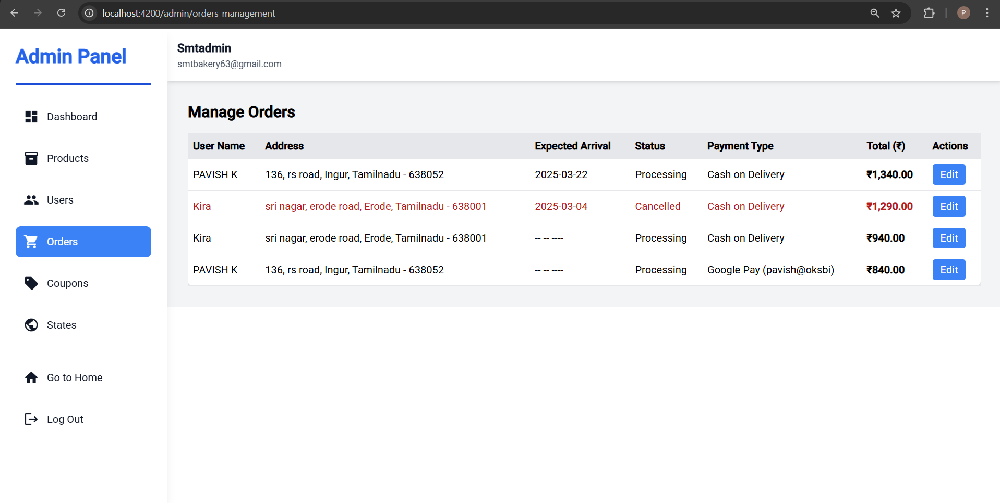 localhost:4200/admin/orders-management
P
Admin Panel
Smtadmin
smtbakery63@gmail.com
Dashboard
Products
Users
Orders
Coupons
States
Go to Home
Log Out
Manage Orders
User Name Address Expected Arrival Status Payment Type Total (₹) Actions
PAVISH K 136, rs road, Ingur, Tamilnadu - 638052 2025-03-22 Processing Cash on Delivery ₹1,340.00 Edit
Kira sri nagar, erode road, Erode, Tamilnadu - 638001 2025-03-04 Cancelled Cash on Delivery ₹1,290.00 Edit
Kira sri nagar, erode road, Erode, Tamilnadu - 638001 -- -- ---- Processing Cash on Delivery ₹940.00 Edit
PAVISH K 136, rs road, Ingur, Tamilnadu - 638052 -- -- ---- Processing Google Pay (pavish@oksbi) ₹840.00 Edit